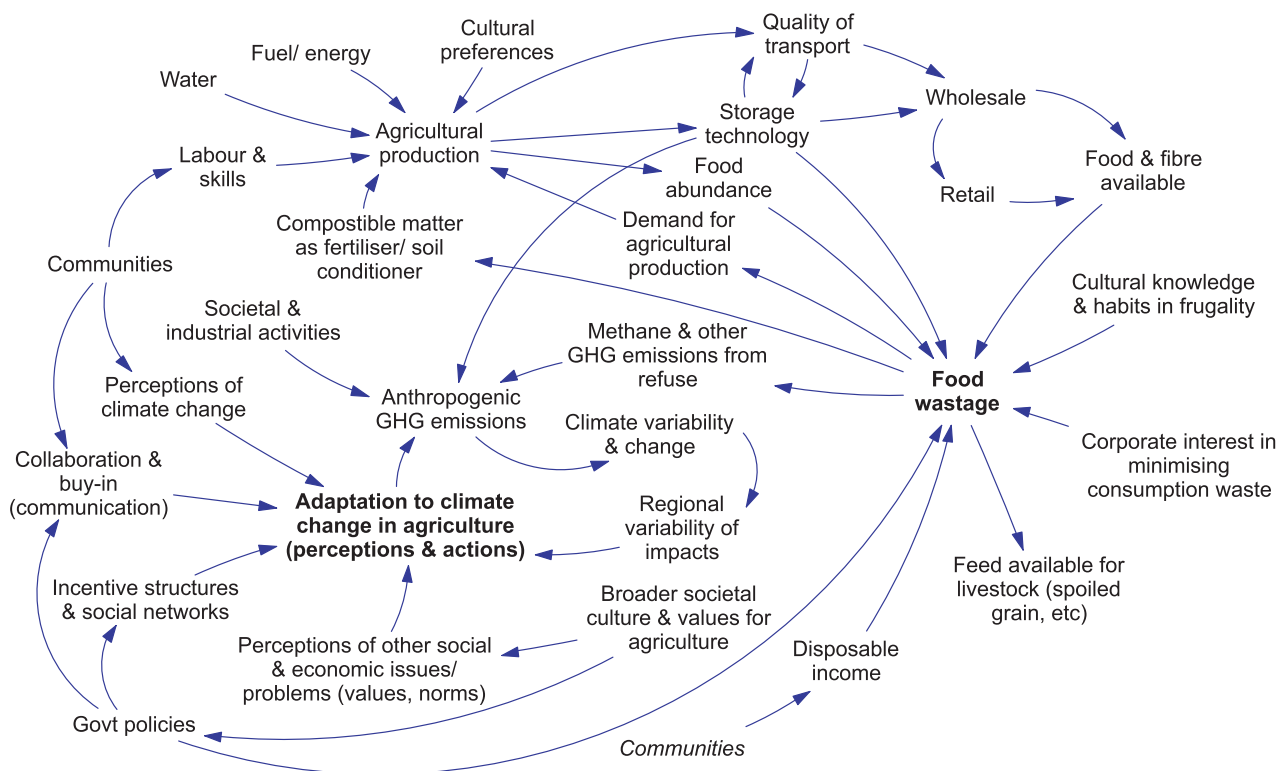 Quality of
transport
Cultural
preferences
Fuel/ energy
Water
Wholesale
Storage
technology
Agricultural
production
Labour &
skills
Food
abundance
Food & fibre
available
Retail
Compostible matter
as fertiliser/ soil
conditioner
Demand for
agricultural
production
Communities
Cultural knowledge
& habits in frugality
Societal &
industrial activities
Methane & other
GHG emissions from
refuse
Food
wastage
Perceptions of
climate change
Anthropogenic
GHG emissions
Climate variability
& change
Corporate interest in
minimising
consumption waste
Collaboration &
buy-in
(communication)
Adaptation to climate
change in agriculture
(perceptions & actions)
Regional
variability of
impacts
Feed available for
livestock (spoiled
grain, etc)
Incentive structures
& social networks
Broader societal
culture & values for
agriculture
Perceptions of other social
& economic issues/
problems (values, norms)
Disposable
income
Govt policies
Communities